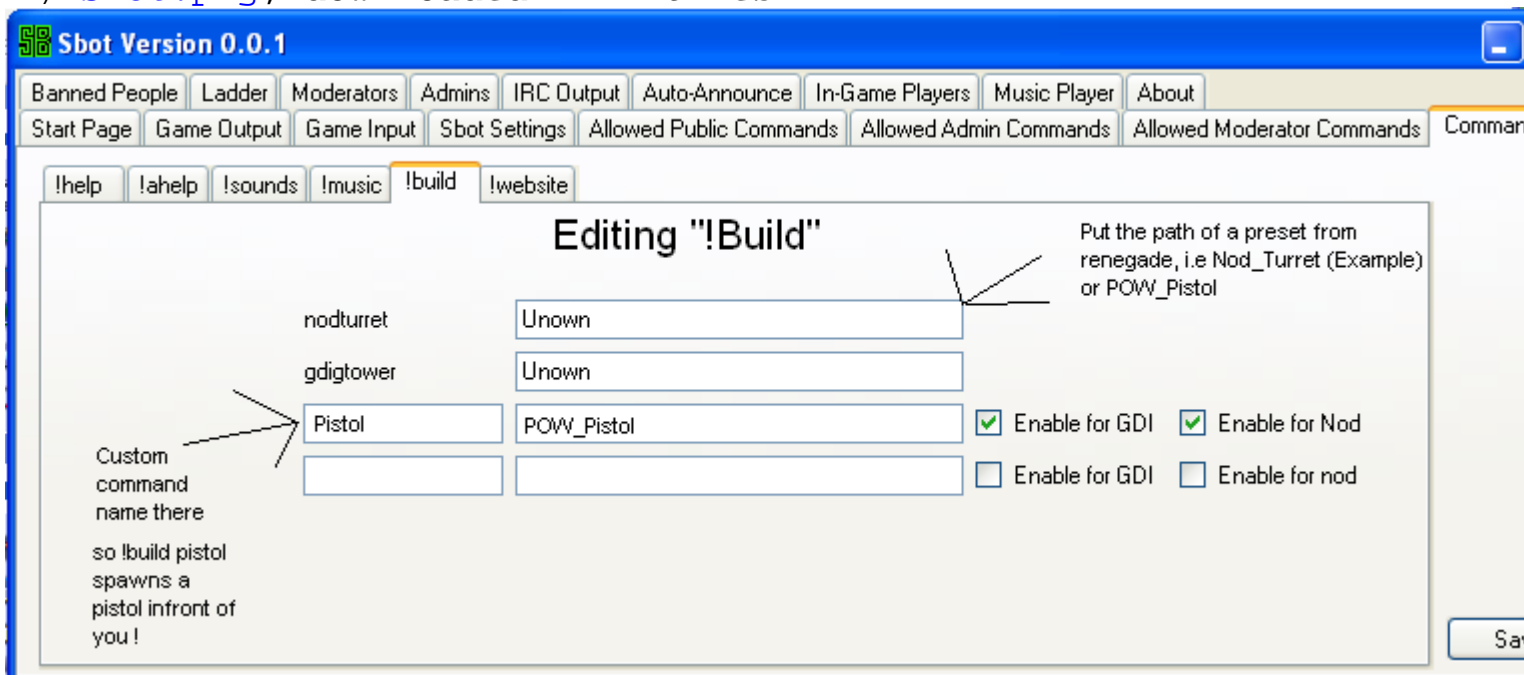 Sbot Version 0.0.1
Banned People Ladder Moderators Admins IRC Output Auto-Announce In-Game Players Music Player About
Start Page Game Output Game Input Sbot Settings Allowed Public Commands Allowed Admin Commands Allowed Moderator Commands Comman
!help !ahelp !sounds !music !build !website
Editing "!Build"
Put the path of a preset from
renegade, i.e Nod_Turret (Example)
or POW_Pistol
nodturret Unown
gdigtower Unown
Pistol POW_Pistol Enable for GDI Enable for Nod
Enable for GDI Enable for nod
Custom
command
name there
so !build pistol
spawns a
pistol infront of
you !
Sav